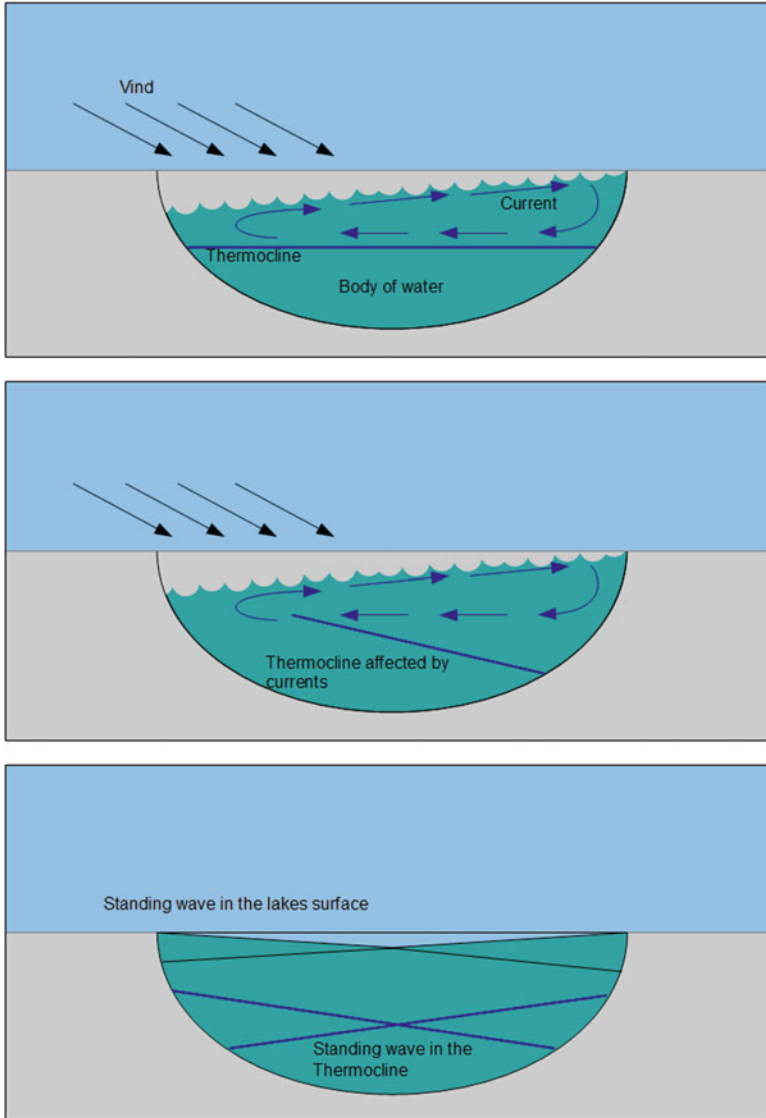 Vind
Current
Thermocline
Body of water
Thermocline affected by
currents
Standing wave in the lakes surface
Standing wave in the
Thermocline